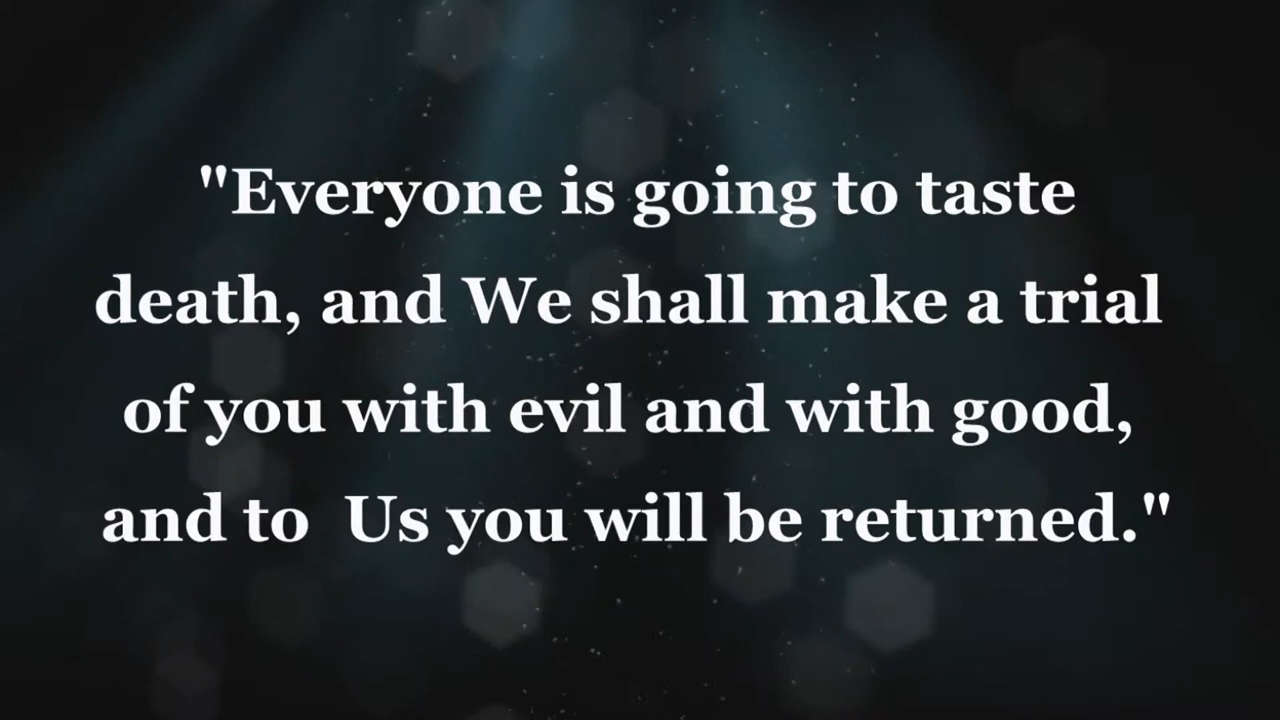 "Everyone is going to taste
death, and We shall make a trial
of you with evil and with good,
and to  Us you will be returned."